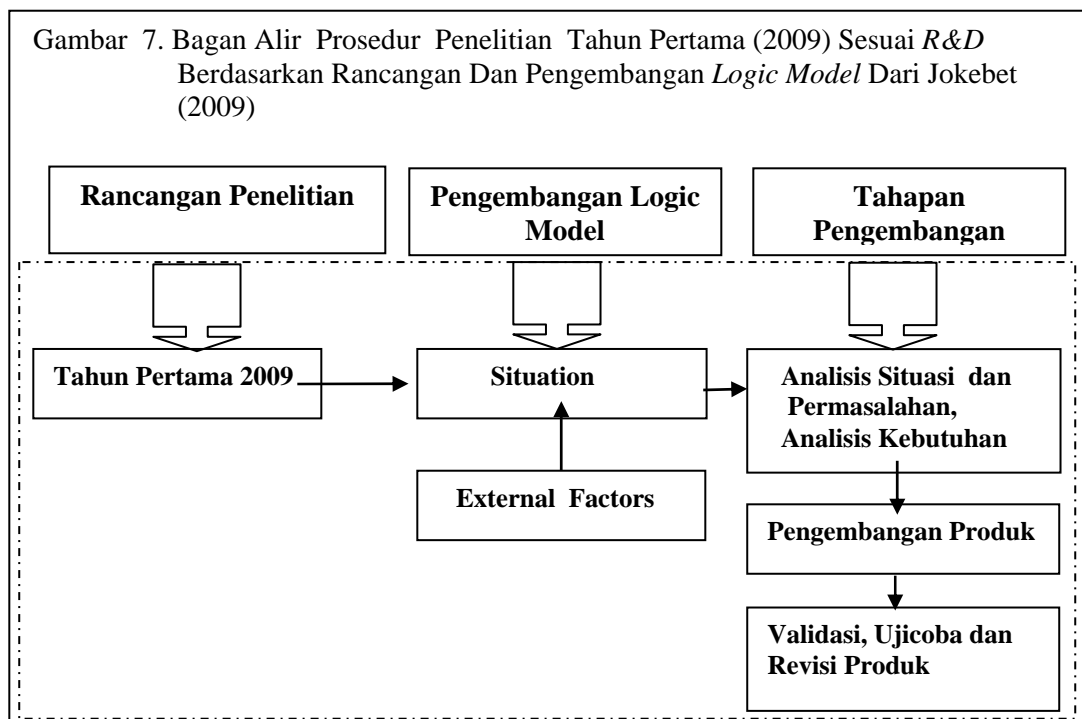 Gambar 7. Bagan Alir Prosedur Penelitian Tahun Pertama (2009) Sesuai R&D
Berdasarkan Rancangan Dan Pengembangan Logic Model Dari Jokebet
(2009)
Rancangan Penelitian
Pengembangan Logic
Model
Tahapan
Pengembangan
Tahun Pertama 2009
Situation
Analisis Situasi dan
Permasalahan,
Analisis Kebutuhan
External Factors
Pengembangan Produk
Validasi, Ujicoba dan
Revisi Produk